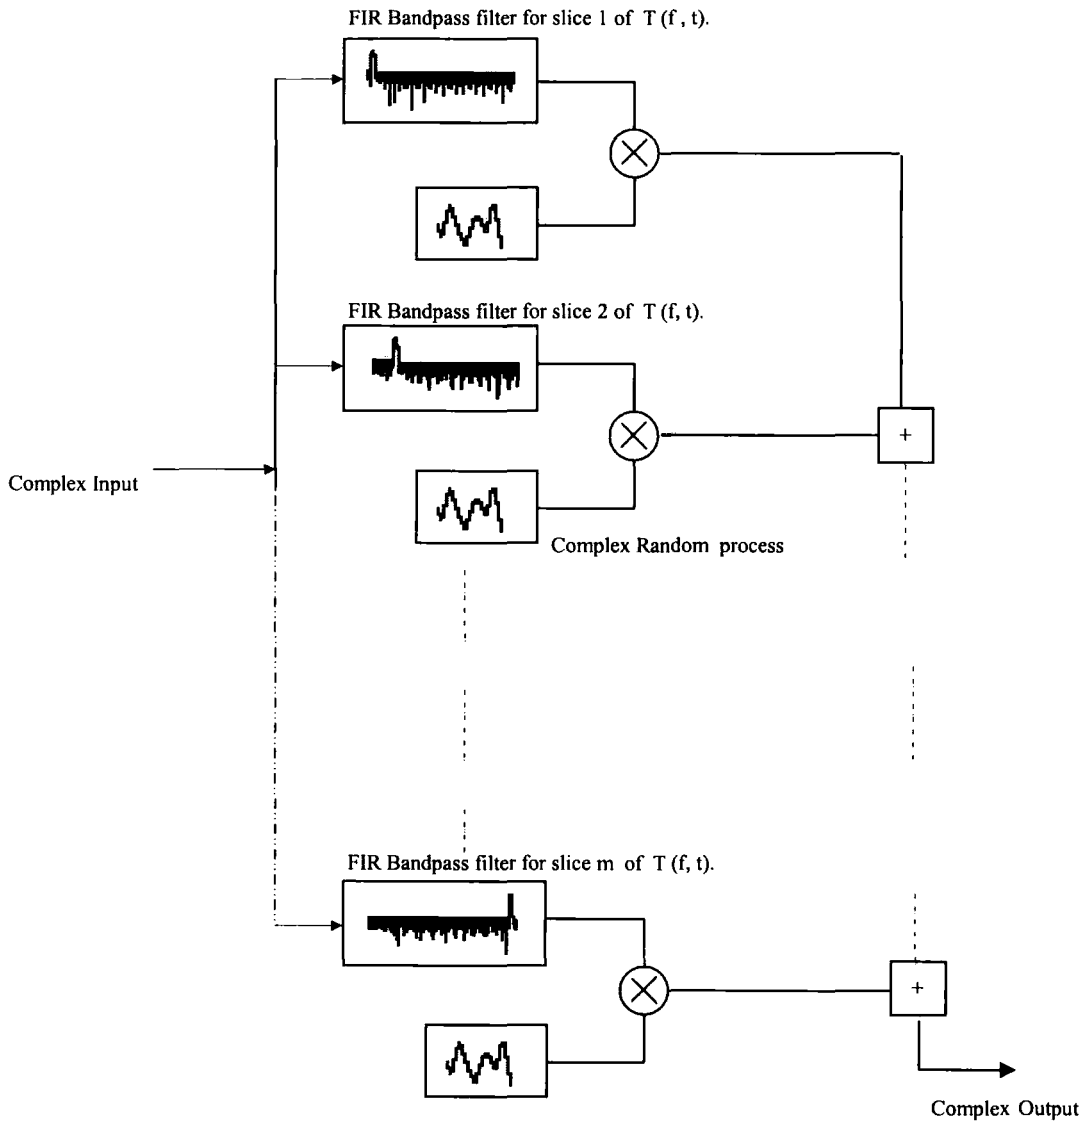 FIR Bandpass filter for slice 1 of T (f , t).
FIR Bandpass filter for slice 2 of T (f, t).
+
Complex Input
Complex Random process
FIR Bandpass filter for slice m of T (f, t).
+
Complex Output